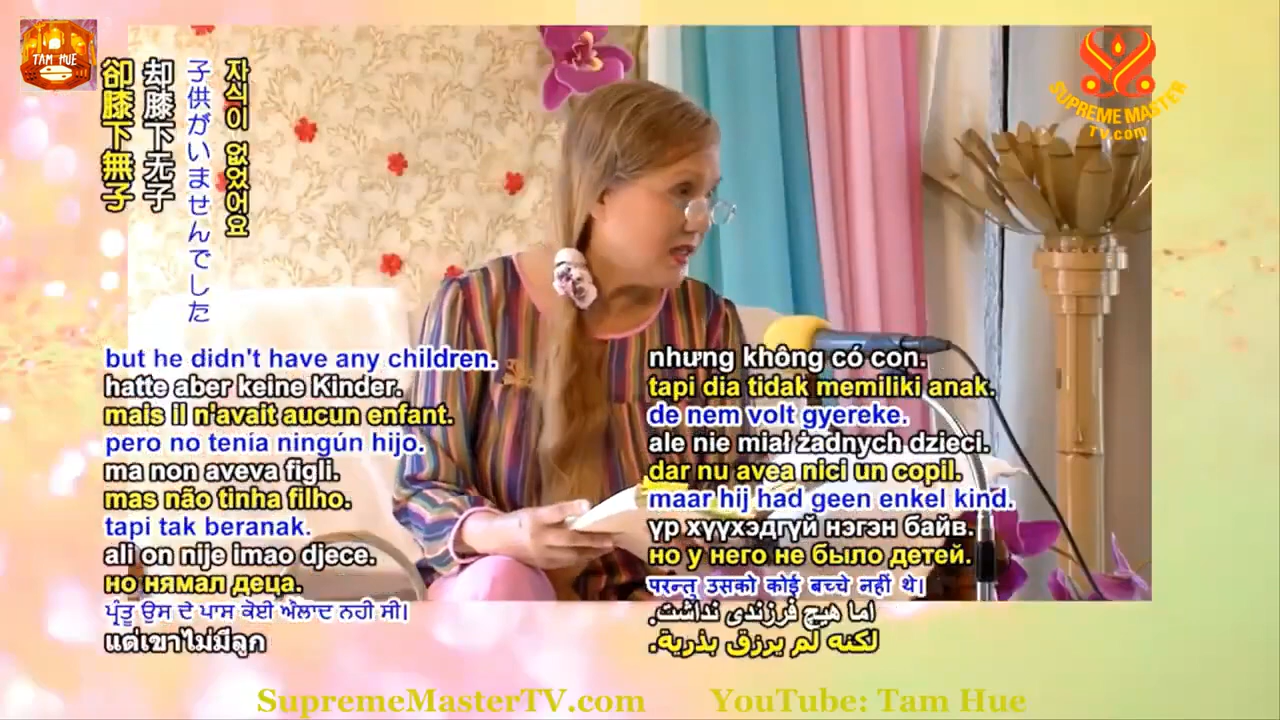 TAM HUE
SUPREME MASTER
TV.com
자식이 없었어요
子供がいませんでした
却膝下无子
卻膝下無子
but he didn't have any children.
hatte aber keine Kinder.
mais il n'avait aucun enfant.
pero no tenía ningún hijo.
ma non aveva figli.
mas não tinha filho.
tapi tak beranak.
ali on nije imao djece.
но нямал деца.
ਪ੍ਰੰਤੂ ਉਸ ਦੇ ਪਾਸ ਕੋਈ ਔਲਾਦ ਨਹੀ ਸੀ।
แต่เขาไม่มีลูก
nhưng không có con.
tapi dia tidak memiliki anak.
de nem volt gyereke.
ale nie miał żadnych dzieci.
dar nu avea nici un copil.
maar hij had geen enkel kind.
үр хүүхэдгүй нэгэн байв.
но у него не было детей.
परन्तु उसको कोई बच्चे नहीं थे।
اما هیچ فرزندی نداشت.
لكنه لم يرزق بذرية.
SupremeMasterTV.com
YouTube: Tam Hue